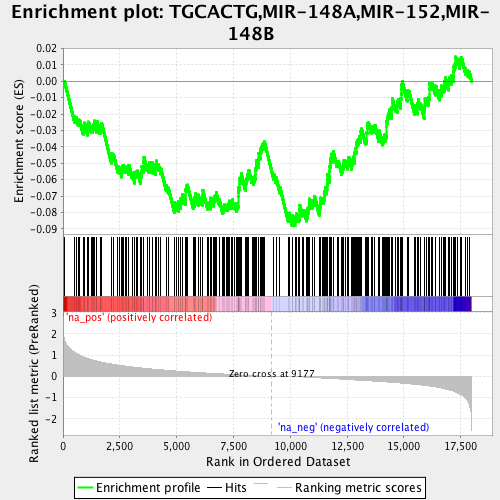 Enrichment plot: TGCACTG,MIR-148A,MIR-152,MIR-
148B
Enrichment score (ES)
0.02
0.01
0.00
-0.01
-0.02
-0.03
-0.04
-0.05
-0.06
-0.07
-0.08
-0.09
'na_pos' (positively correlated)
Ranked list metric (PreRanked)
3
2
1
0
-1
-2
Zero cross at 9177
'na_neg' (negatively correlated)
0
2,500
5,000
7,500
10,000
12,500
15,000
17,500
Rank in Ordered Dataset
Enrichment profile
Hits
Ranking metric scores